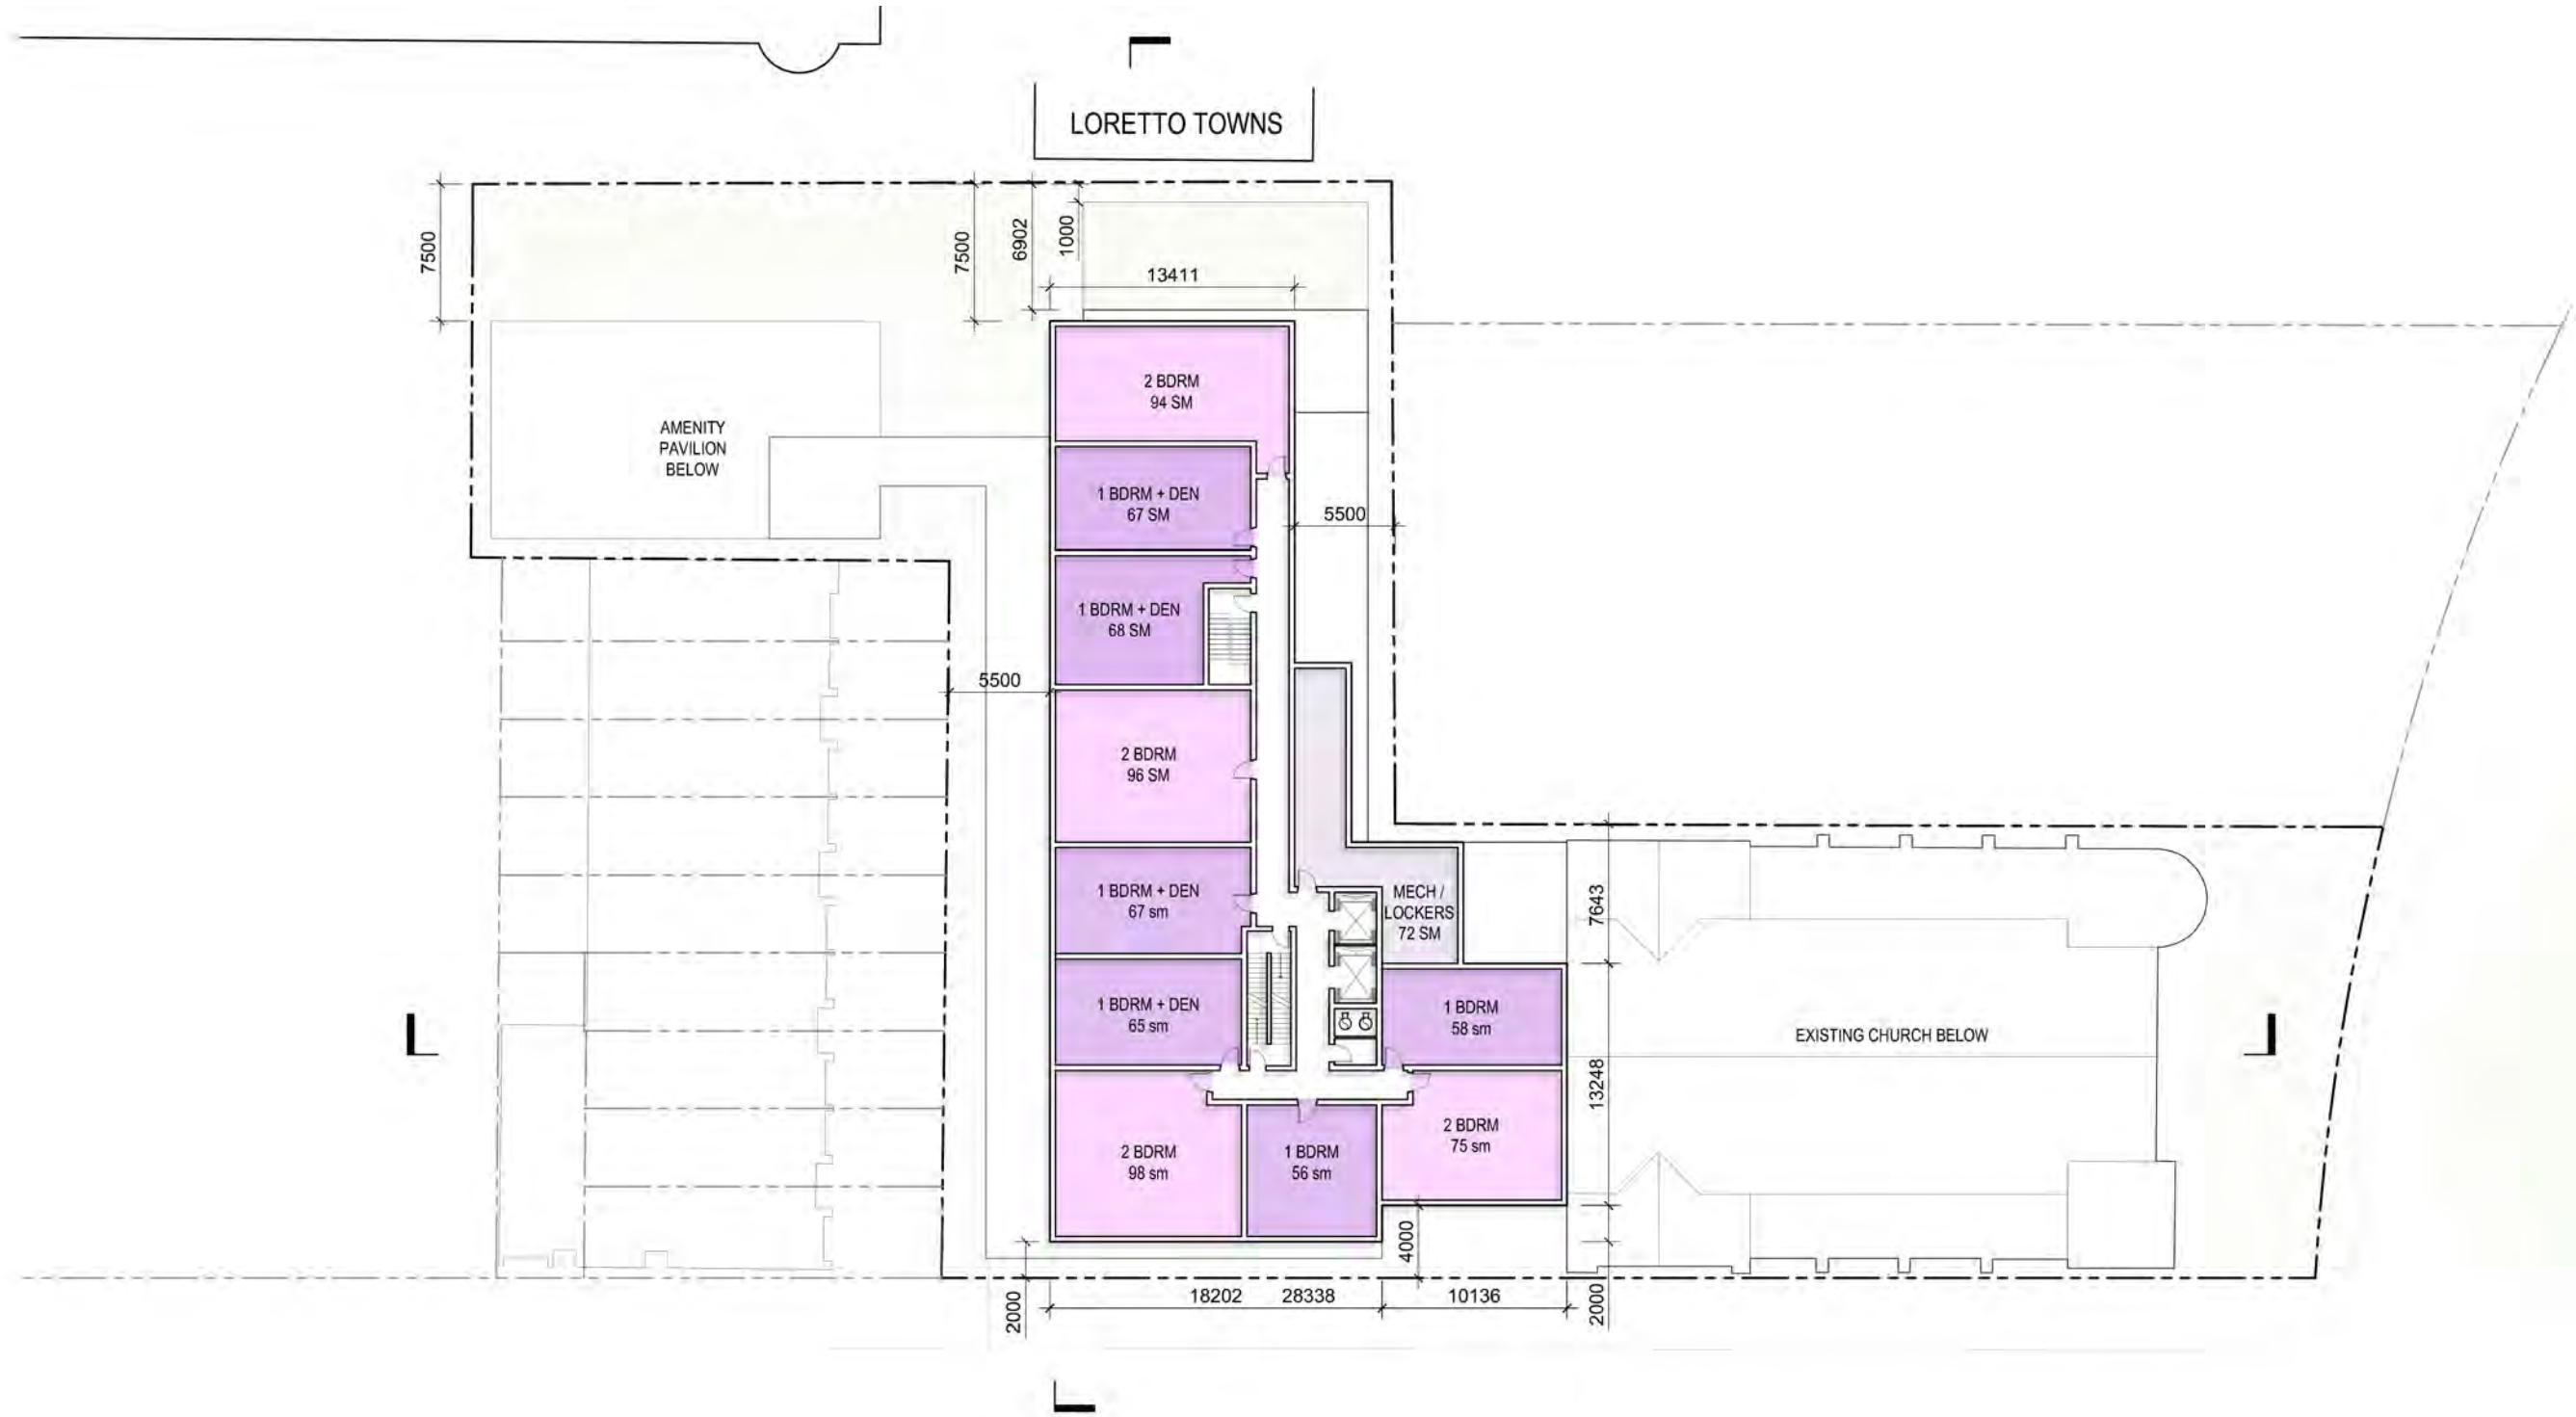 LORETTO TOWNS
7500
7500
6902
1000
13411
2 BDRM
94 SM
AMENITY
PAVILION
BELOW
1 BDRM + DEN
67 SM
5500
1 BDRM + DEN
68 SM
5500
2 BDRM
96 SM
1 BDRM + DEN
67 sm
MECH /
LOCKERS
72 SM
7643
1 BDRM + DEN
65 sm
1 BDRM
58 sm
EXISTING CHURCH BELOW
13248
2 BDRM
98 sm
1 BDRM
56 sm
2 BDRM
75 sm
4000
2000
18202
28338
10136
2000